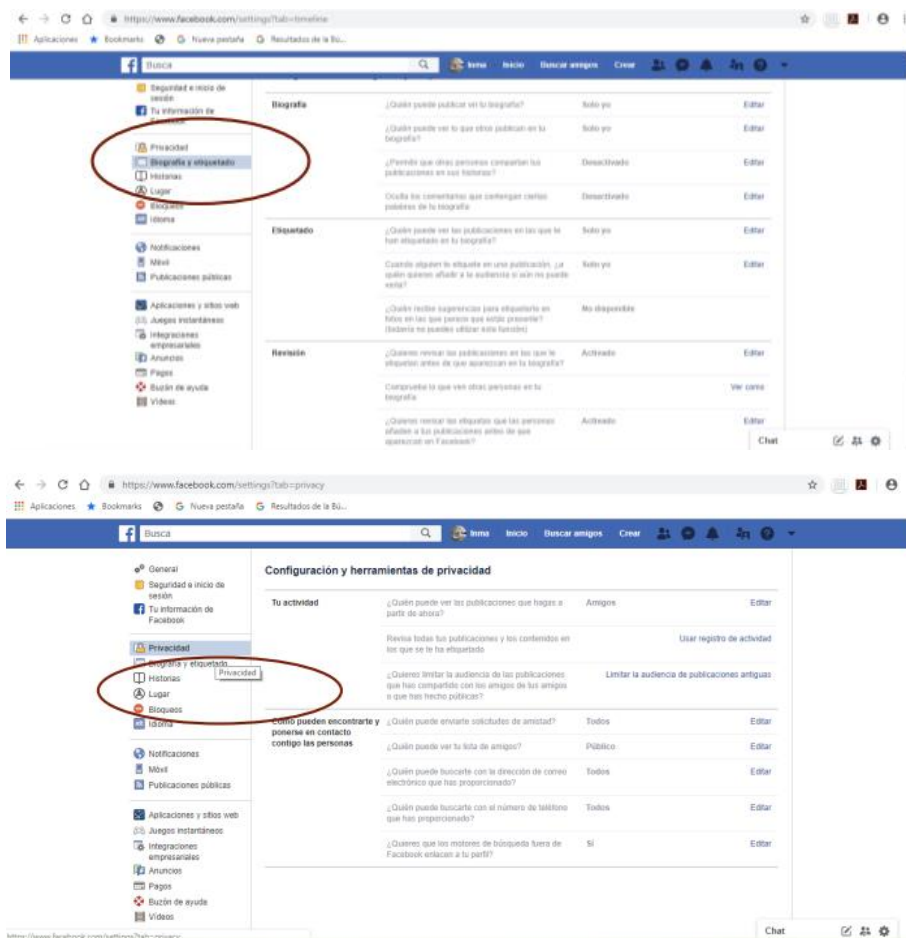 https://www.facebook.com/settings?tab=timeline
Aplicaciones Bookmarks Nueva pestaña Resultados de la Bú...
Busca Inma Inicio Buscar amigos Crear
Seguridad e inicio de
sesión
Tu información de
Facebook
Privacidad
Biografía y etiquetado
Historias
Lugar
Bloqueos
Idioma
Notificaciones
Móvil
Publicaciones públicas
Aplicaciones y sitios web
Juegos instantáneos
Integraciones
empresariales
Anuncios
Pagos
Buzón de ayuda
Vídeos
Biografía ¿Quién puede publicar en tu biografía? Solo yo Editar
¿Quién puede ver lo que otros publican en tu Solo yo Editar
biografía?
¿Permitir que otras personas compartan tus Desactivado Editar
publicaciones en sus historias?
Oculta los comentarios que contengan ciertas Desactivado Editar
palabras de tu biografía
Etiquetado ¿Quién puede ver las publicaciones en las que te Solo yo Editar
han etiquetado en tu biografía?
Cuando alguien te etiquete en una publicación, ¿a Solo yo Editar
quién quieres añadir a la audiencia si aún no puede
verla?
¿Quién recibe sugerencias para etiquetarte en No disponible
fotos en las que parece que estás presente?
(todavía no puedes utilizar esta función)
Revisión ¿Quieres revisar las publicaciones en las que te Activado Editar
etiquetan antes de que aparezcan en tu biografía?
Comprueba lo que ven otras personas en tu Ver como
biografía
¿Quieres revisar las etiquetas que las personas Activado Editar
añaden a tus publicaciones antes de que
aparezcan en Facebook?
Chat
https://www.facebook.com/settings?tab=privacy
Aplicaciones Bookmarks Nueva pestaña Resultados de la Bú...
Busca Inma Inicio Buscar amigos Crear
General
Seguridad e inicio de
sesión
Tu información de
Facebook
Privacidad
Biografía y etiquetado
Privacidad
Historias
Lugar
Bloqueos
Idioma
Notificaciones
Móvil
Publicaciones públicas
Aplicaciones y sitios web
Juegos instantáneos
Integraciones
empresariales
Anuncios
Pagos
Buzón de ayuda
Vídeos
Configuración y herramientas de privacidad
Tu actividad ¿Quién puede ver las publicaciones que hagas a Amigos Editar
partir de ahora?
Revisa todas tus publicaciones y los contenidos en Usar registro de actividad
los que se te ha etiquetado
¿Quieres limitar la audiencia de las publicaciones Limitar la audiencia de publicaciones antiguas
que has compartido con los amigos de tus amigos
o que has hecho públicas?
Cómo pueden encontrarte y ¿Quién puede enviarte solicitudes de amistad? Todos Editar
ponerse en contacto
contigo las personas ¿Quién puede ver tu lista de amigos? Público Editar
¿Quién puede buscarte con la dirección de correo Todos Editar
electrónico que has proporcionado?
¿Quién puede buscarte con el número de teléfono Todos Editar
que has proporcionado?
¿Quieres que los motores de búsqueda fuera de Sí Editar
Facebook enlacen a tu perfil?
https://www.facebook.com/settings?tab=privacy
Chat